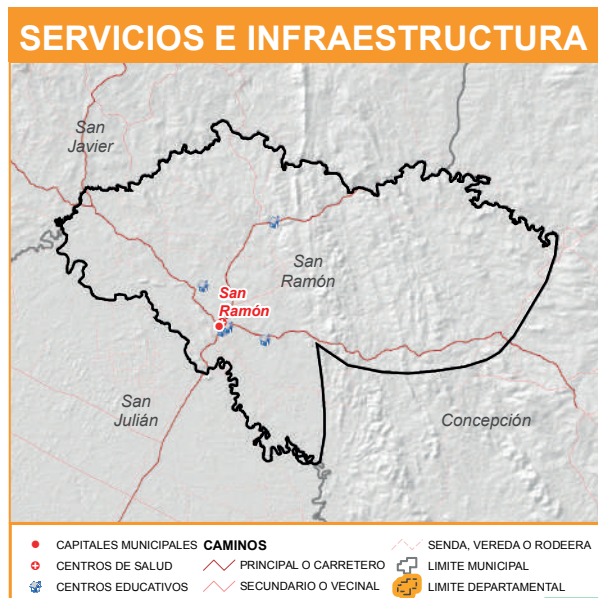 SERVICIOS E INFRAESTRUCTURA
San
Javier
San
Ramón
San
Ramón
San
Julián
Concepción
CAPITALES MUNICIPALES
CENTROS DE SALUD
CENTROS EDUCATIVOS
CAMINOS
PRINCIPAL O CARRETERO
SECUNDARIO O VECINAL
SENDA, VEREDA O RODEERA
LIMITE MUNICIPAL
LIMITE DEPARTAMENTAL